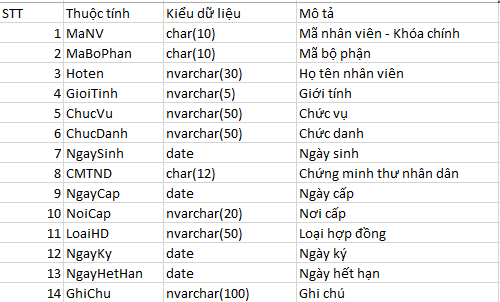 STT Thuộc tính Kiểu dữ liệu Mô tả
1 MaNV char(10) Mã nhân viên - Khóa chính
2 MaBoPhan char(10) Mã bộ phận
3 Hoten nvarchar(30) Họ tên nhân viên
4 GioiTinh nvarchar(5) Giới tính
5 ChucVu nvarchar(50) Chức vụ
6 ChucDanh nvarchar(50) Chức danh
7 NgaySinh date Ngày sinh
8 CMTND char(12) Chứng minh thư nhân dân
9 NgayCap date Ngày cấp
10 NoiCap nvarchar(20) Nơi cấp
11 LoaiHD nvarchar(50) Loại hợp đồng
12 NgayKy date Ngày ký
13 NgayHetHan date Ngày hết hạn
14 GhiChu nvarchar(100) Ghi chú